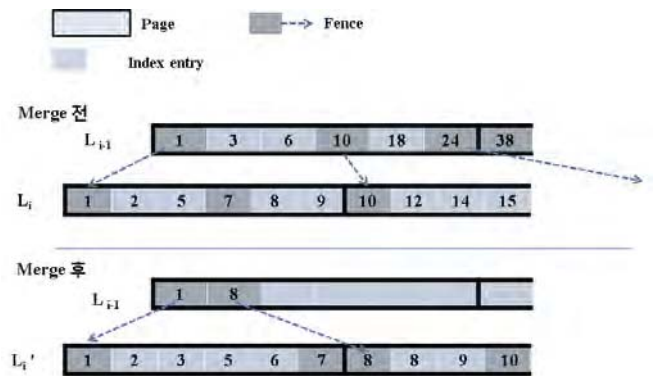 Page
Fence
Index entry
Merge 전
L i-1 1 3 6 10 18 24 38
L i 1 2 5 7 8 9 10 12 14 15
Merge 후
L i-1 1 8
L i ' 1 2 3 5 6 7 8 8 9 10